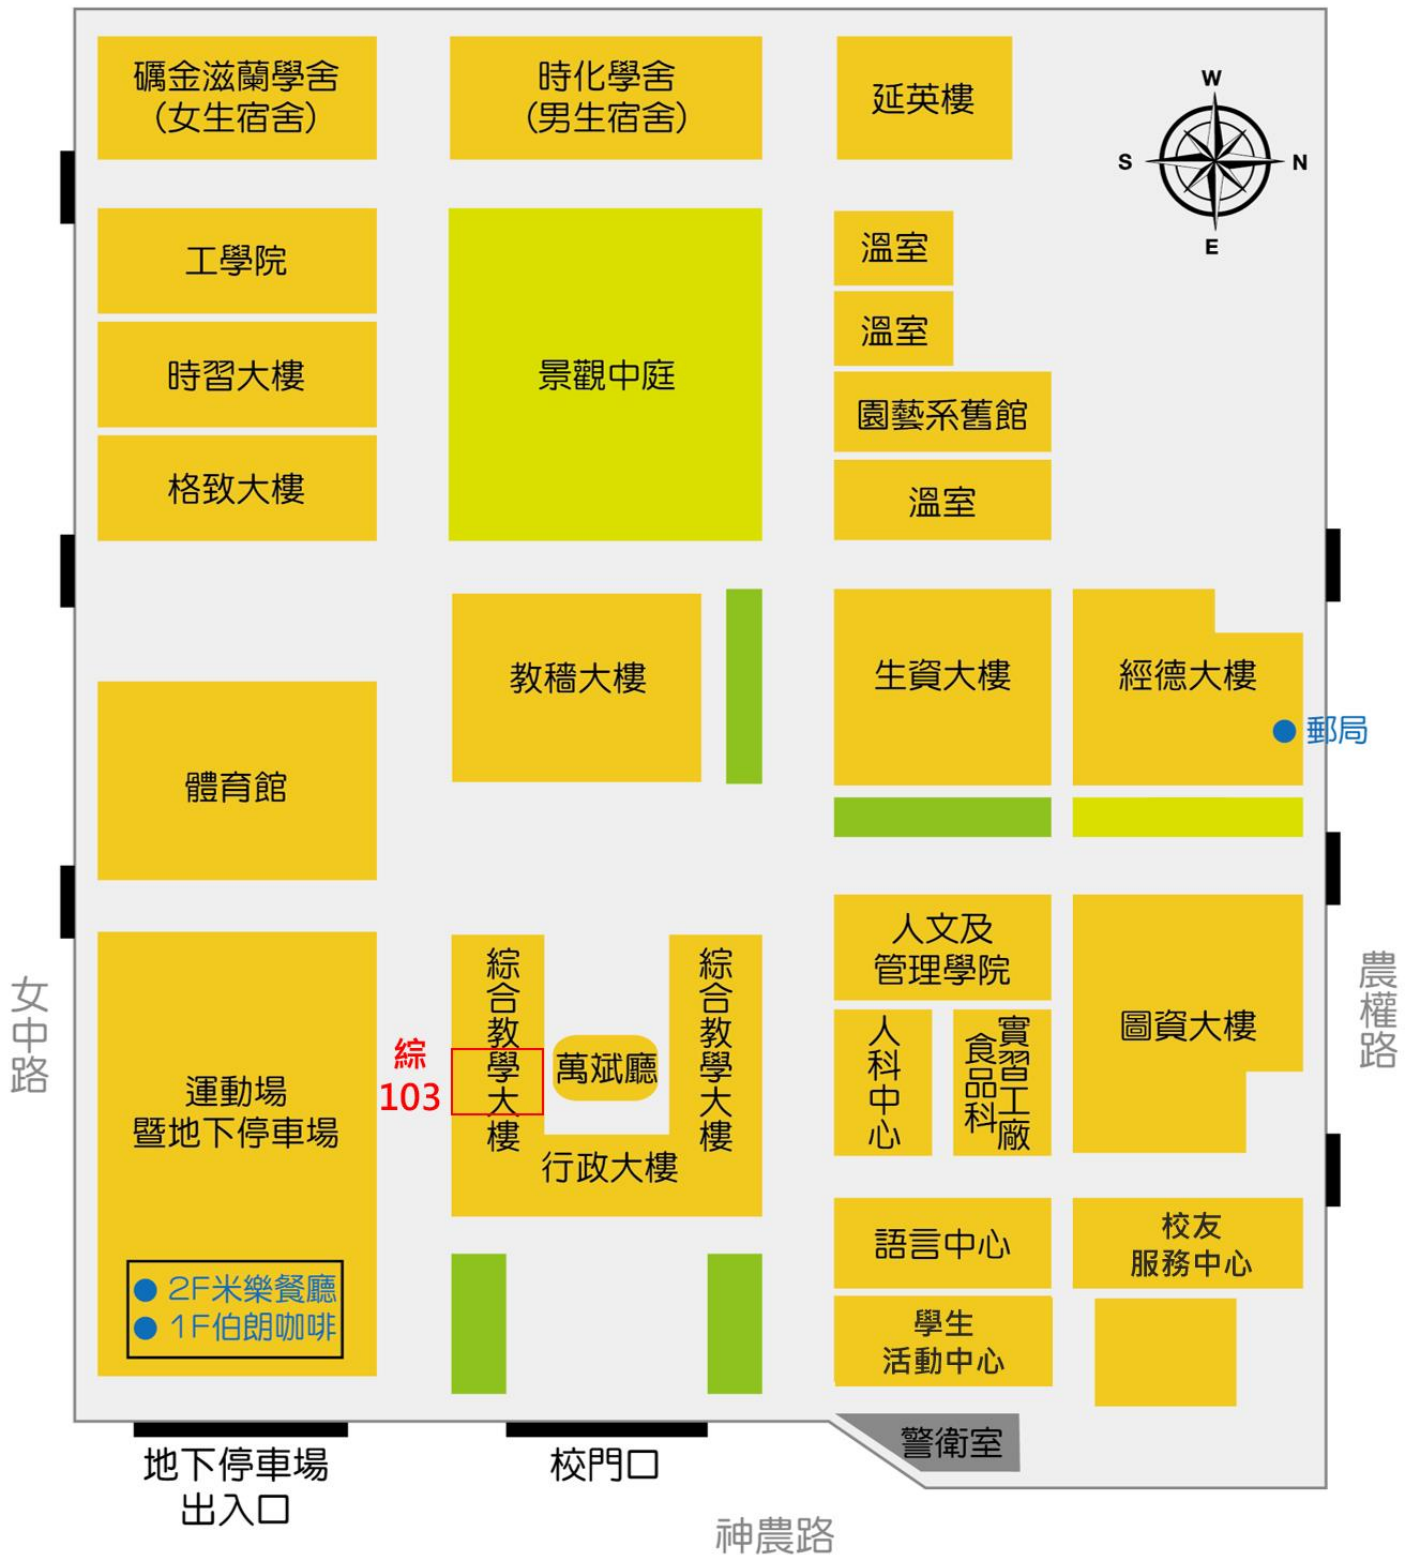 礪金滋蘭學舍
(女生宿舍)
時化學舍
(男生宿舍)
延英樓
W
S
N
E
工學院
時習大樓
格致大樓
景觀中庭
溫室
溫室
園藝系舊館
溫室
教穡大樓
生資大樓
經德大樓
郵局
體育館
人文及
管理學院
圖資大樓
綜合教學大樓
萬斌廳
綜合教學大樓
綜
103
人科中心
實習工廠
食品科
行政大樓
運動場
暨地下停車場
女中路
農權路
語言中心
校友
服務中心
2F米樂餐廳
1F伯朗咖啡
學生
活動中心
警衛室
地下停車場
出入口
校門口
神農路